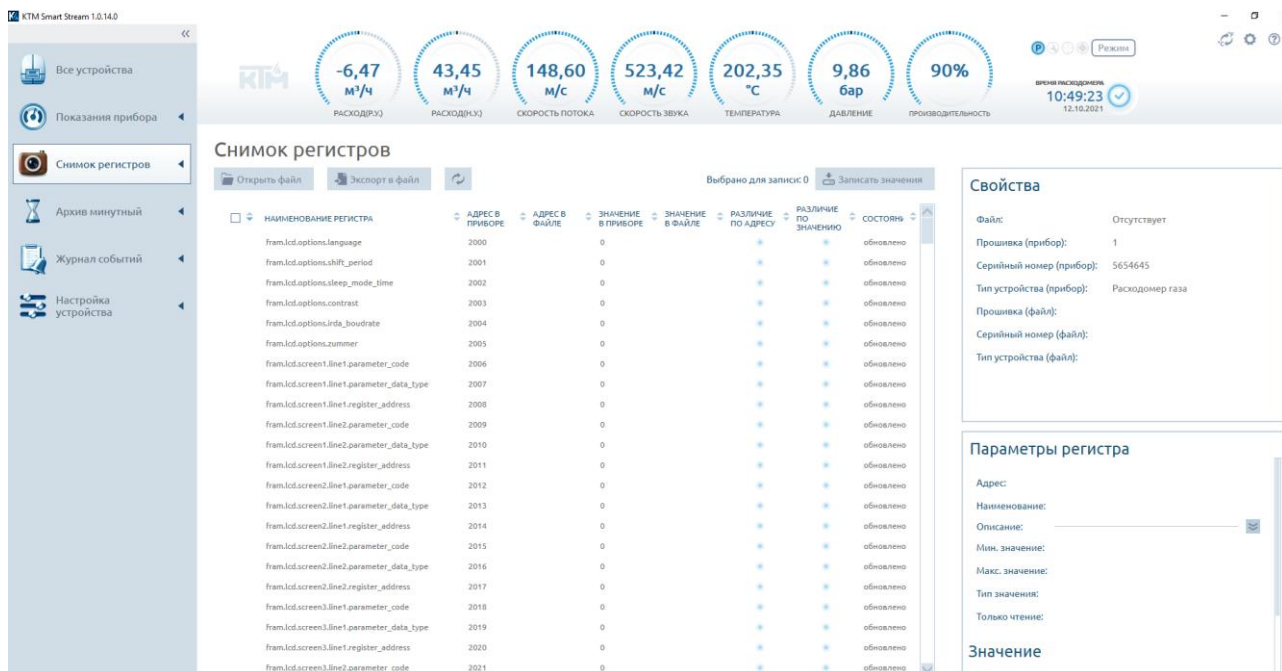 KTM Smart Stream 1.0.14.0
Все устройства
Показания прибора
Снимок регистров
Архив минутный
Журнал событий
Настройка
устройства
КТМ
-6,47
м³/ч
РАСХОД(Р.У.)
43,45
м³/ч
РАСХОД(Н.У.)
148,60
м/с
СКОРОСТЬ ПОТОКА
523,42
м/с
СКОРОСТЬ ЗВУКА
202,35
°C
ТЕМПЕРАТУРА
9,86
бар
ДАВЛЕНИЕ
90%
ПРОИЗВОДИТЕЛЬНОСТЬ
P
Режим
ВРЕМЯ РАСХОДОМЕРА
10:49:23
12.10.2021
Снимок регистров
Открыть файл Экспорт в файл Выбрано для записи: 0 Записать значения
НАИМЕНОВАНИЕ РЕГИСТРА АДРЕС В ПРИБОРЕ АДРЕС В ФАЙЛЕ ЗНАЧЕНИЕ В ПРИБОРЕ ЗНАЧЕНИЕ В ФАЙЛЕ РАЗЛИЧИЕ ПО АДРЕСУ РАЗЛИЧИЕ ПО ЗНАЧЕНИЮ СОСТОЯНЬ
fram.lcd.options.language 2000 0 обновлено
fram.lcd.options.shift_period 2001 0 обновлено
fram.lcd.options.sleep_mode_time 2002 0 обновлено
fram.lcd.options.contrast 2003 0 обновлено
fram.lcd.options.irda_boudrate 2004 0 обновлено
fram.lcd.options.zummer 2005 0 обновлено
fram.lcd.screen1.line1.parameter_code 2006 0 обновлено
fram.lcd.screen1.line1.parameter_data_type 2007 0 обновлено
fram.lcd.screen1.line1.register_address 2008 0 обновлено
fram.lcd.screen1.line2.parameter_code 2009 0 обновлено
fram.lcd.screen1.line2.parameter_data_type 2010 0 обновлено
fram.lcd.screen1.line2.register_address 2011 0 обновлено
fram.lcd.screen2.line1.parameter_code 2012 0 обновлено
fram.lcd.screen2.line1.parameter_data_type 2013 0 обновлено
fram.lcd.screen2.line1.register_address 2014 0 обновлено
fram.lcd.screen2.line2.parameter_code 2015 0 обновлено
fram.lcd.screen2.line2.parameter_data_type 2016 0 обновлено
fram.lcd.screen2.line2.register_address 2017 0 обновлено
fram.lcd.screen3.line1.parameter_code 2018 0 обновлено
fram.lcd.screen3.line1.parameter_data_type 2019 0 обновлено
fram.lcd.screen3.line1.register_address 2020 0 обновлено
fram.lcd.screen3.line2.parameter_code 2021 0 обновлено
Свойства
Файл: Отсутствует
Прошивка (прибор): 1
Серийный номер (прибор): 5654645
Тип устройства (прибор): Расходомер газа
Прошивка (файл):
Серийный номер (файл):
Тип устройства (файл):
Параметры регистра
Адрес:
Наименование:
Описание:
Мин. значение:
Макс. значение:
Тип значения:
Только чтение:
Значение